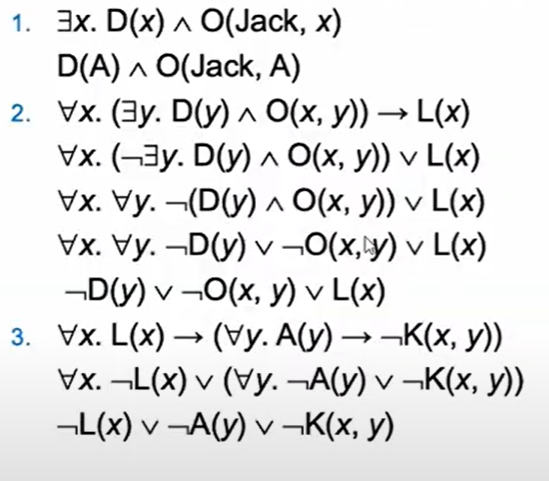 1. ∃x. D(x) ∧ O(Jack, x)
D(A) ∧ O(Jack, A)
2. ∀x. (∃y. D(y) ∧ O(x, y)) → L(x)
∀x. (¬∃y. D(y) ∧ O(x, y)) ∨ L(x)
∀x. ∀y. ¬(D(y) ∧ O(x, y)) ∨ L(x)
∀x. ∀y. ¬D(y) ∨ ¬O(x, y) ∨ L(x)
¬D(y) ∨ ¬O(x, y) ∨ L(x)
3. ∀x. L(x) → (∀y. A(y) → ¬K(x, y))
∀x. ¬L(x) ∨ (∀y. ¬A(y) ∨ ¬K(x, y))
¬L(x) ∨ ¬A(y) ∨ ¬K(x, y)